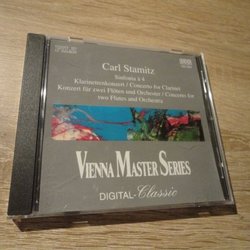 Carl Stamitz
Sinfonia à 4
Klarinettenkonzert / Concerto for Clarinet
Konzert für zwei Flöten und Orchester / Concerto for
two Flutes and Orchestra
VIENNA MASTER SERIES
DIGITAL-Classic